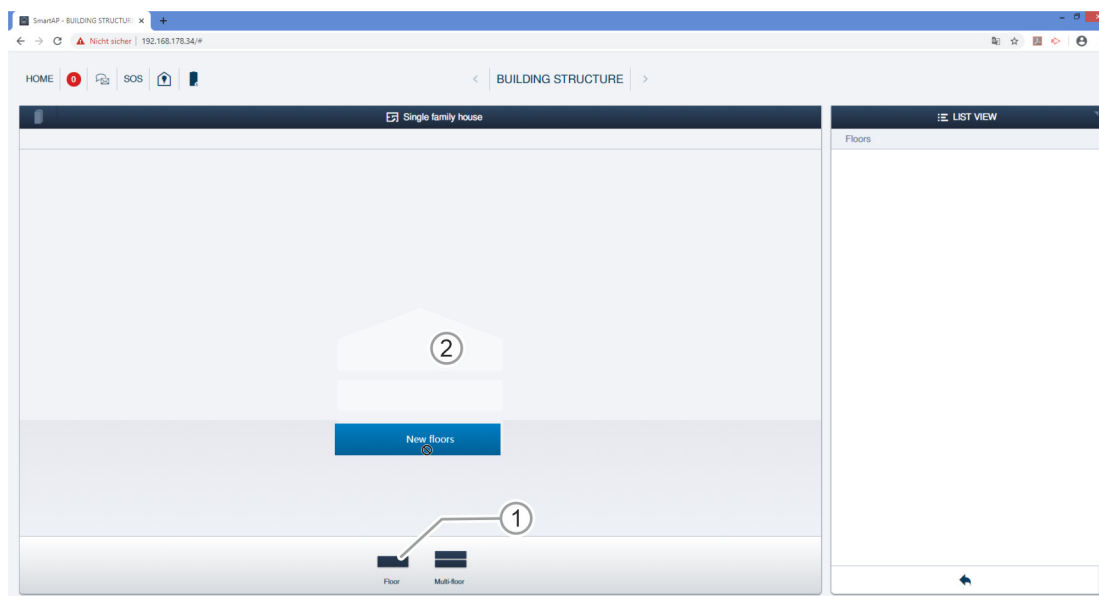 SmartAP - BUILDING STRUCTUR
Nicht sicher | 192.168.178.34/#
HOME 0 SOS < BUILDING STRUCTURE >
Single family house
LIST VIEW
Floors
2
New floors
1
Floor Multi-floor